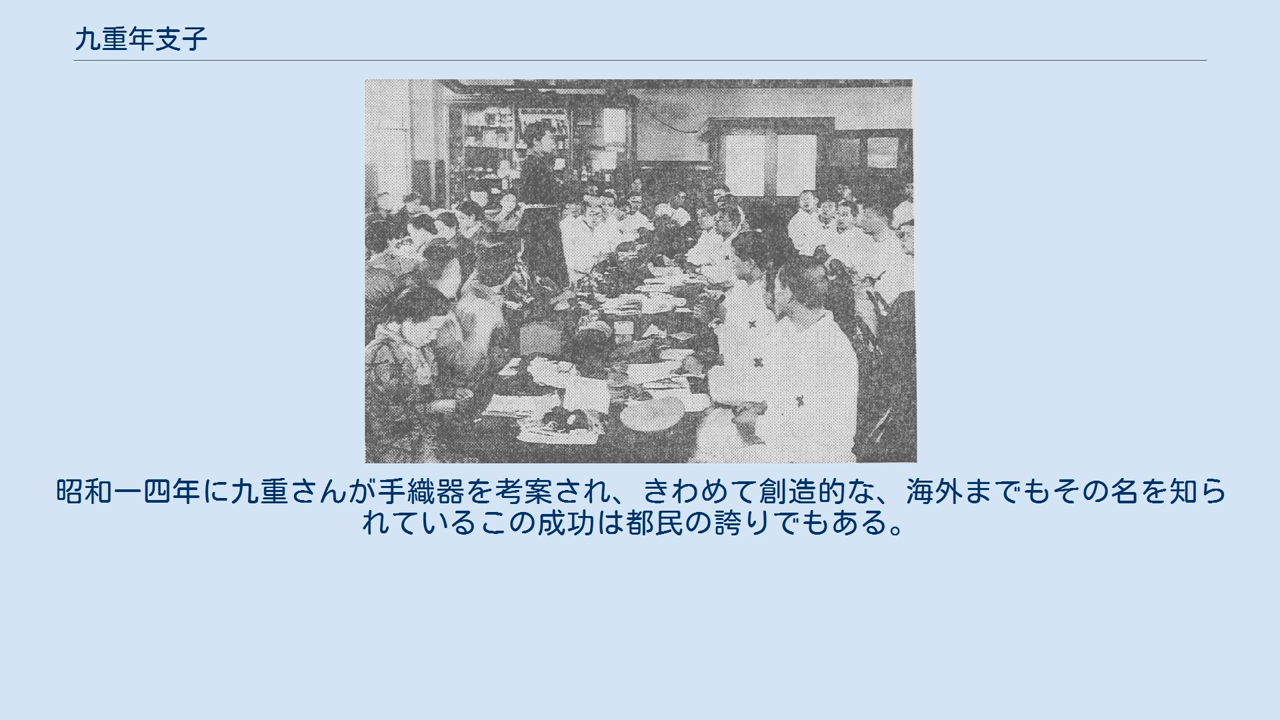 九重年支子
昭和一四年に九重さんが手織器を考案され、きわめて創造的な、海外までもその名を知ら
れているこの成功は都民の誇りでもある。